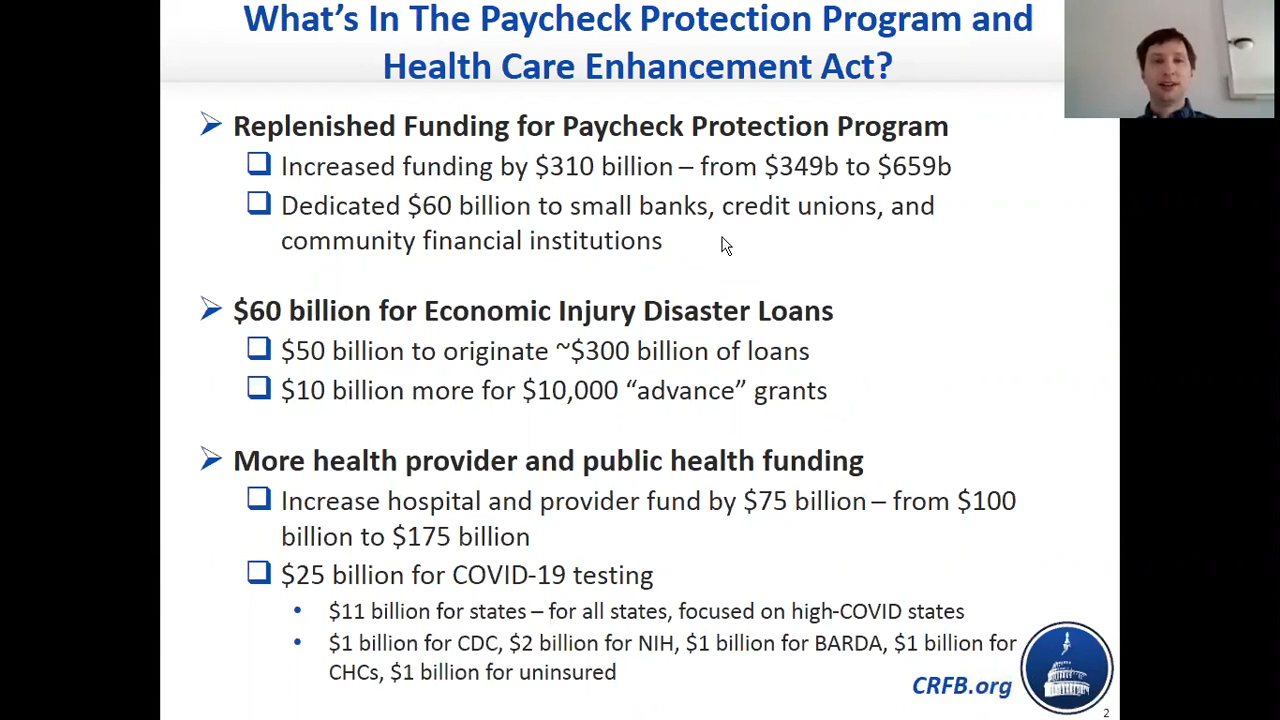 What's In The Paycheck Protection Program and
Health Care Enhancement Act?
Replenished Funding for Paycheck Protection Program
Increased funding by $310 billion – from $349b to $659b
Dedicated $60 billion to small banks, credit unions, and
community financial institutions
$60 billion for Economic Injury Disaster Loans
$50 billion to originate ~$300 billion of loans
$10 billion more for $10,000 “advance” grants
More health provider and public health funding
Increase hospital and provider fund by $75 billion – from $100
billion to $175 billion
$25 billion for COVID-19 testing
• $11 billion for states – for all states, focused on high-COVID states
• $1 billion for CDC, $2 billion for NIH, $1 billion for BARDA, $1 billion for
CHCs, $1 billion for uninsured
CRFB.org
2